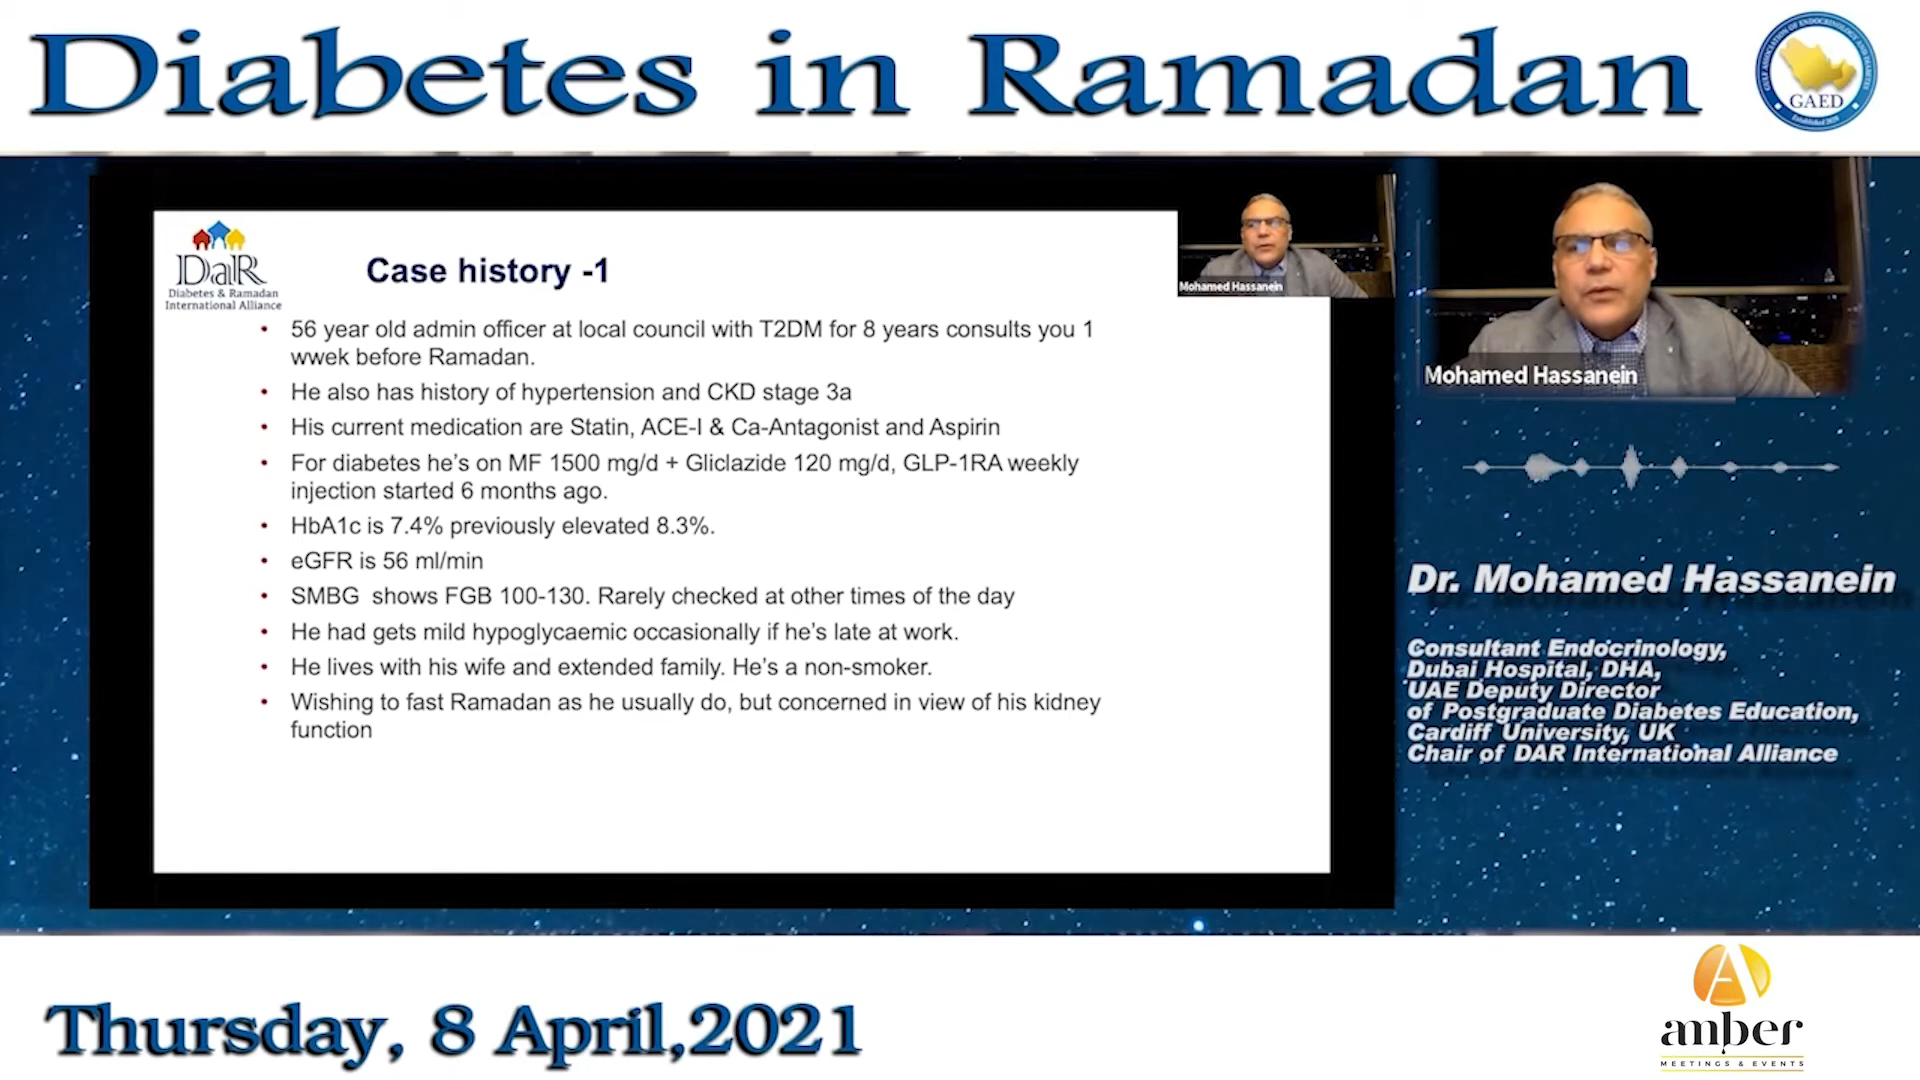 Diabetes in Ramadan
GULF ASSOCIATION OF ENDOCRINOLOGY AND DIABETES
GAED
DaR
Diabetes & Ramadan
International Alliance
Case history -1
Mohamed Hassanein
Mohamed Hassanein
• 56 year old admin officer at local council with T2DM for 8 years consults you 1
wwek before Ramadan.
• He also has history of hypertension and CKD stage 3a
• His current medication are Statin, ACE-I & Ca-Antagonist and Aspirin
• For diabetes he's on MF 1500 mg/d + Gliclazide 120 mg/d, GLP-1RA weekly
injection started 6 months ago.
• HbA1c is 7.4% previously elevated 8.3%.
• eGFR is 56 ml/min
• SMBG shows FGB 100-130. Rarely checked at other times of the day
• He had gets mild hypoglycaemic occasionally if he's late at work.
• He lives with his wife and extended family. He's a non-smoker.
• Wishing to fast Ramadan as he usually do, but concerned in view of his kidney
function
Dr. Mohamed Hassanein
Consultant Endocrinology,
Dubai Hospital, DHA,
UAE Deputy Director
of Postgraduate Diabetes Education,
Cardiff University, UK
Chair of DAR International Alliance
Thursday, 8 April,2021
amber
MEETINGS & EVENTS